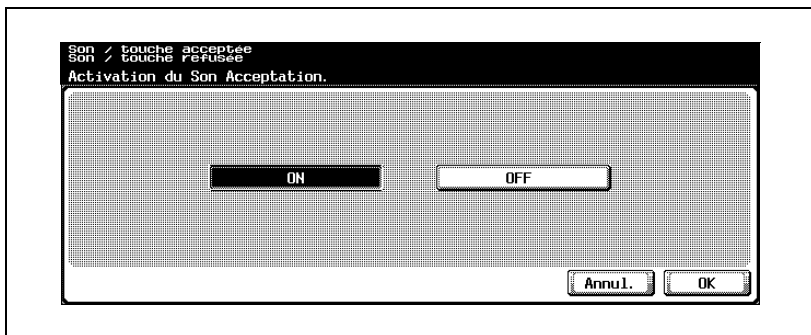 Son / touche acceptée
Son / touche refusée
Activation du Son Acceptation.
ON OFF
Annul. OK